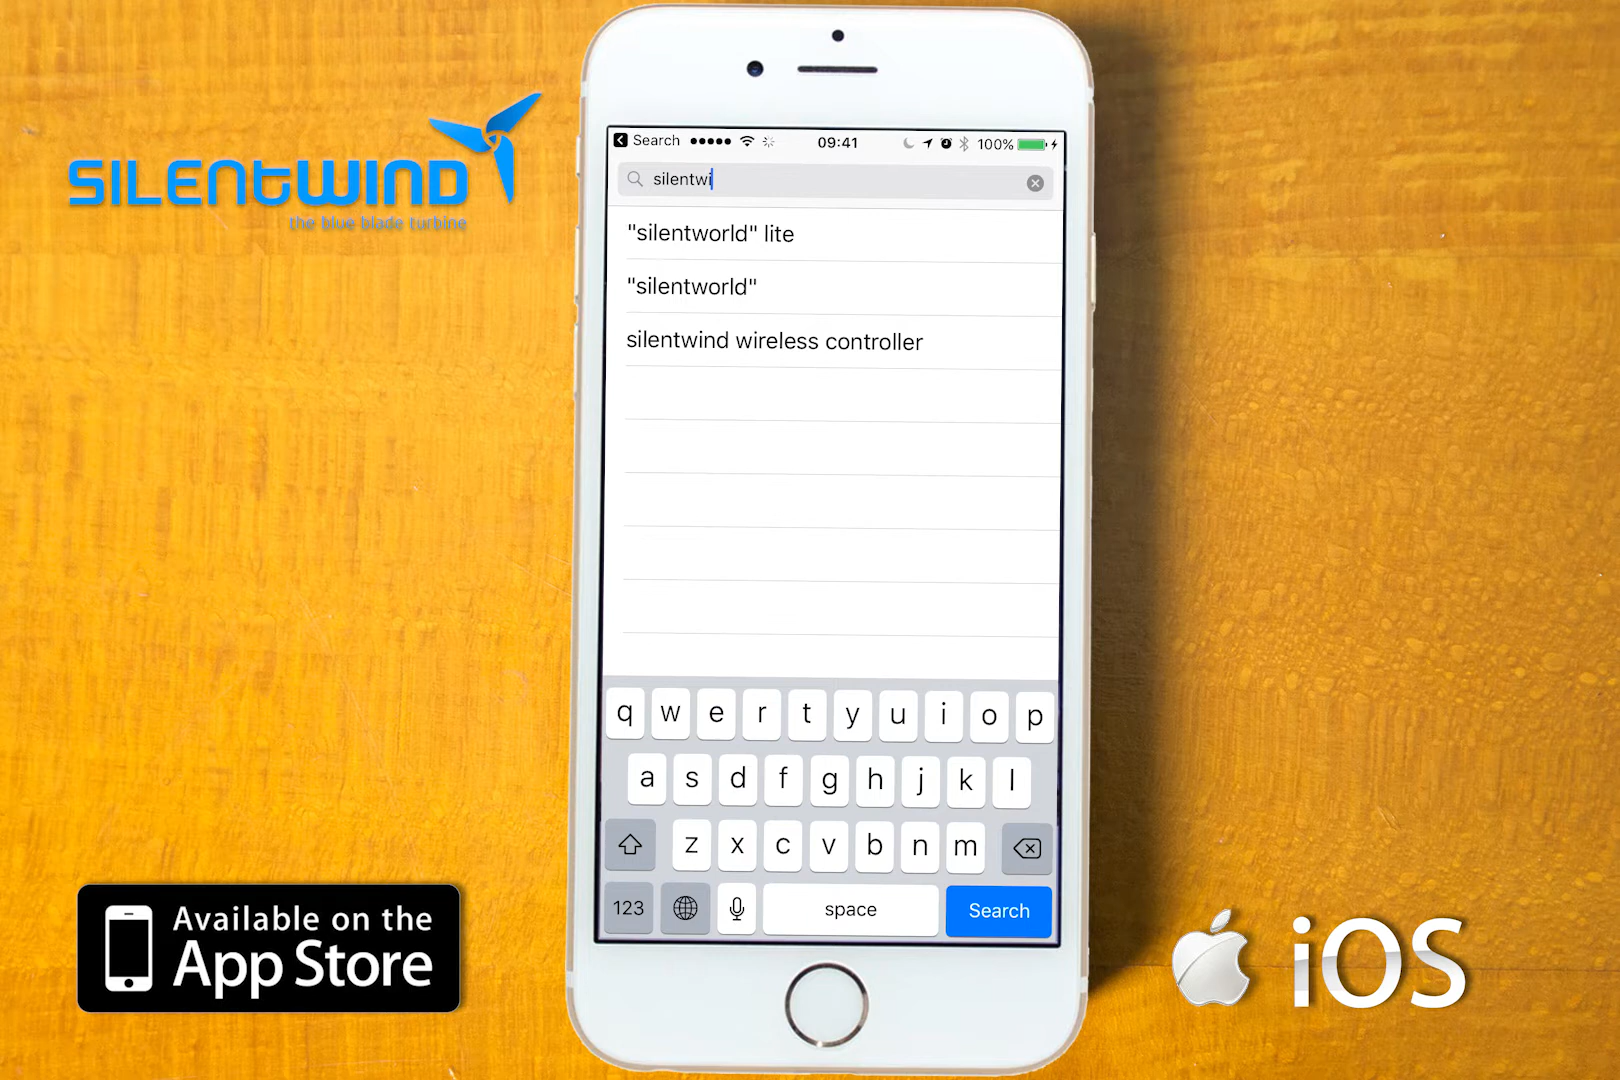 SILENTWIND
the blue blade turbine
Search 09:41 100%
silentwi
"silentworld" lite
"silentworld"
silentwind wireless controller
q w e r t y u i o p
a s d f g h j k l
z x c v b n m
123 space Search
Available on the
App Store
iOS